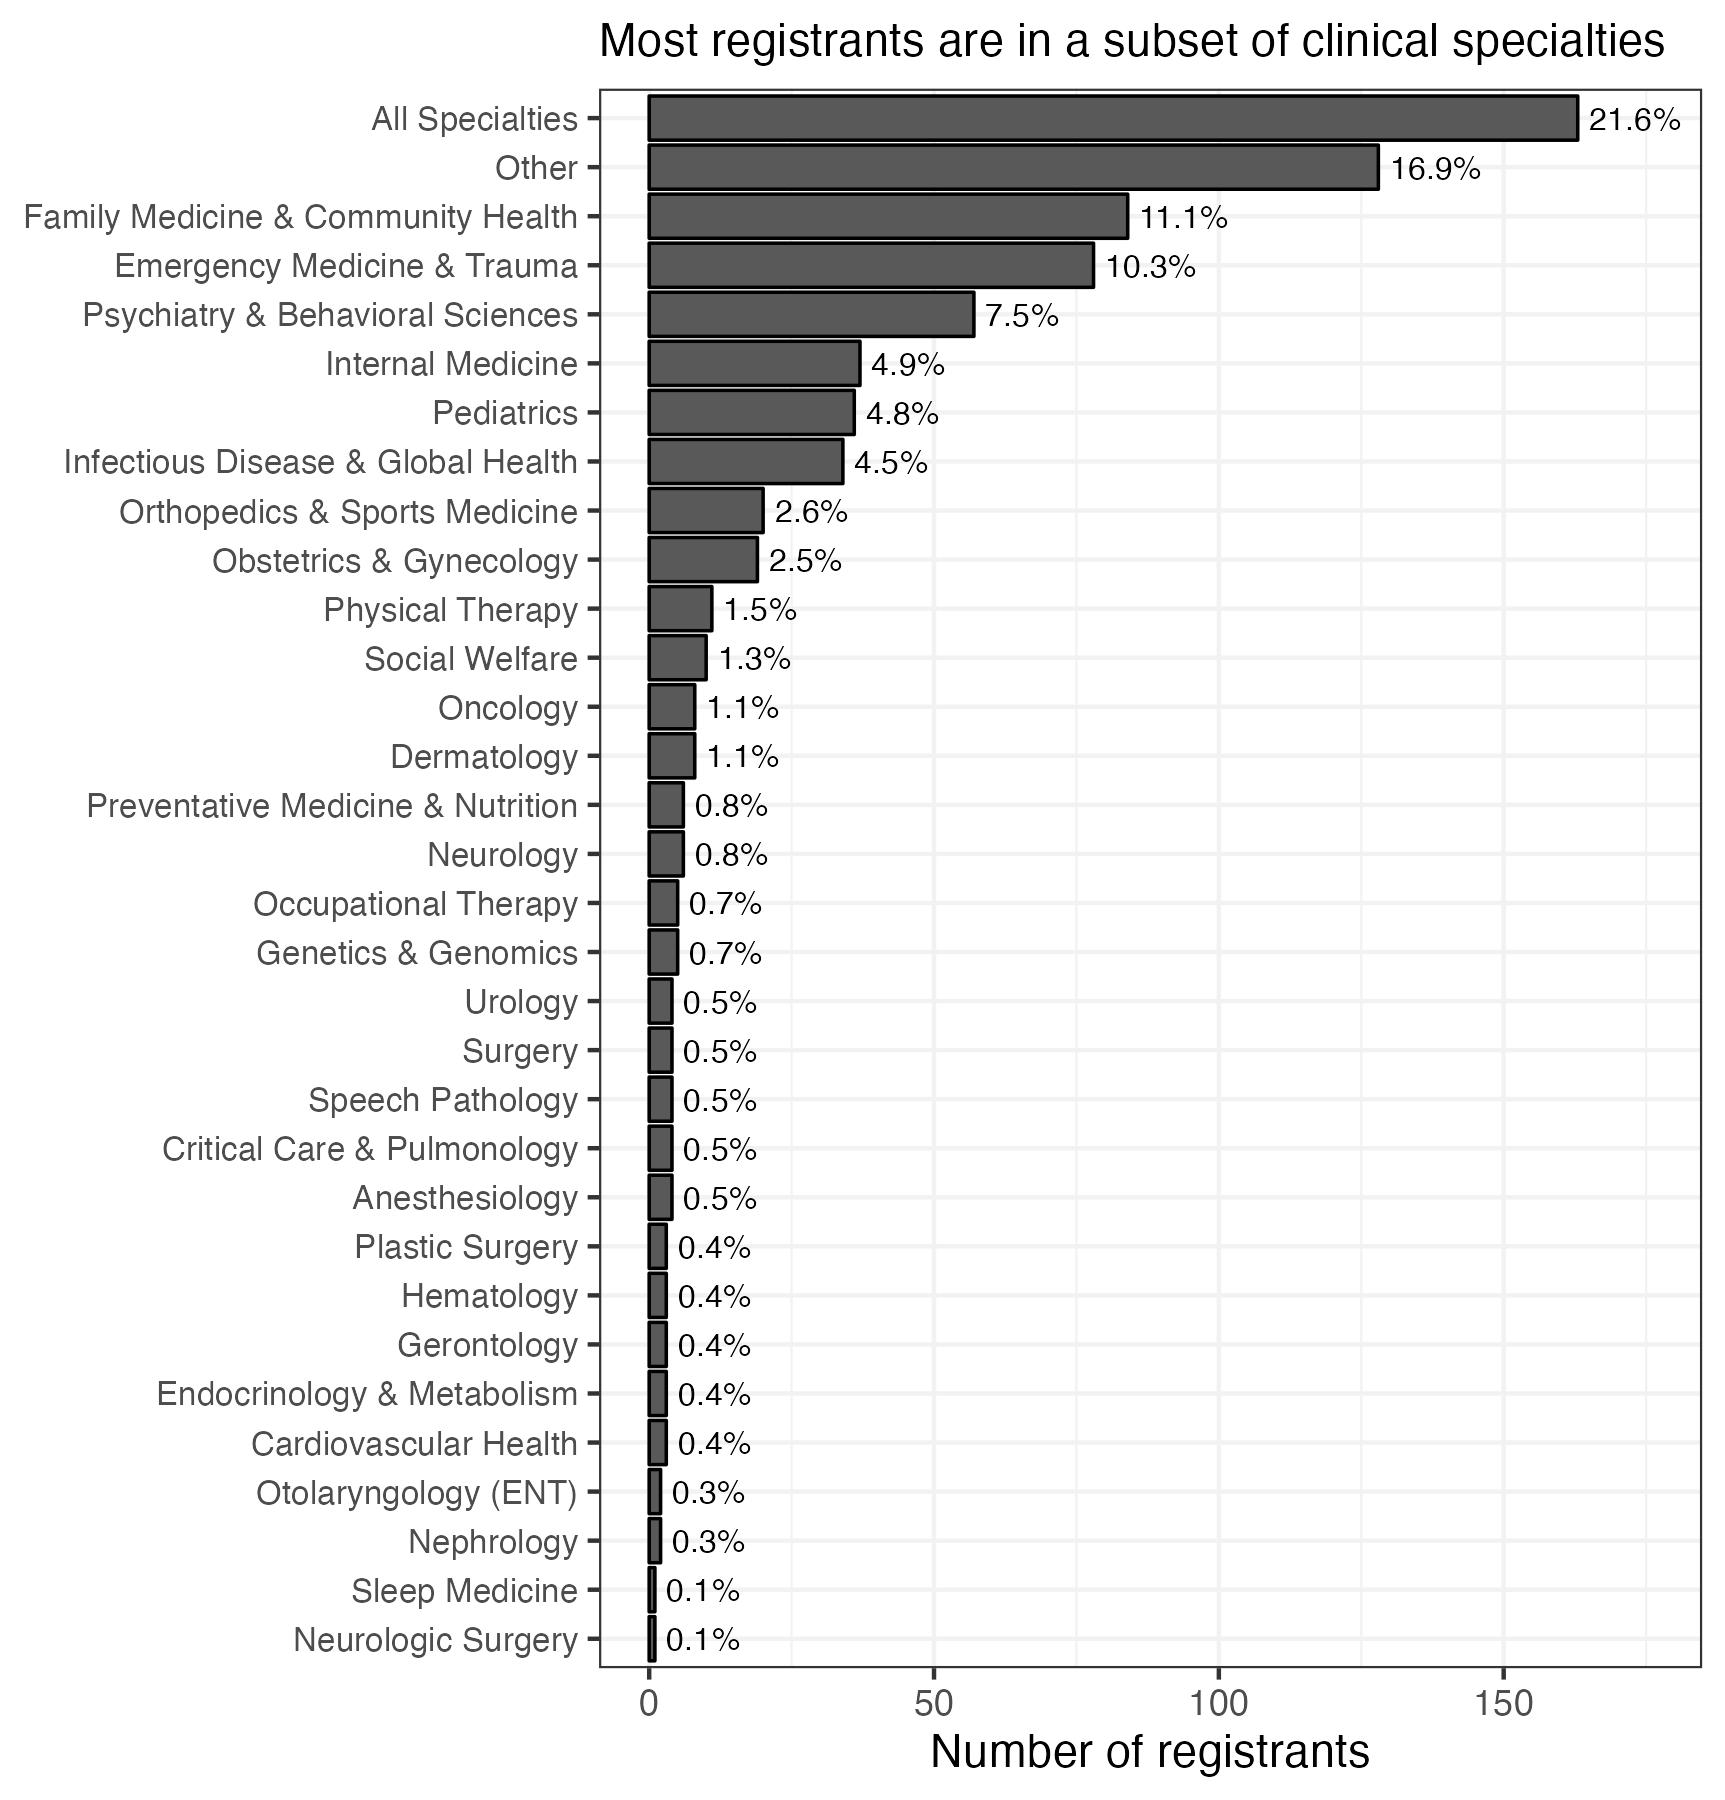 Most registrants are in a subset of clinical specialties
All Specialties 21.6%
Other 16.9%
Family Medicine & Community Health 11.1%
Emergency Medicine & Trauma 10.3%
Psychiatry & Behavioral Sciences 7.5%
Internal Medicine 4.9%
Pediatrics 4.8%
Infectious Disease & Global Health 4.5%
Orthopedics & Sports Medicine 2.6%
Obstetrics & Gynecology 2.5%
Physical Therapy 1.5%
Social Welfare 1.3%
Oncology 1.1%
Dermatology 1.1%
Preventative Medicine & Nutrition 0.8%
Neurology 0.8%
Occupational Therapy 0.7%
Genetics & Genomics 0.7%
Urology 0.5%
Surgery 0.5%
Speech Pathology 0.5%
Critical Care & Pulmonology 0.5%
Anesthesiology 0.5%
Plastic Surgery 0.4%
Hematology 0.4%
Gerontology 0.4%
Endocrinology & Metabolism 0.4%
Cardiovascular Health 0.4%
Otolaryngology (ENT) 0.3%
Nephrology 0.3%
Sleep Medicine 0.1%
Neurologic Surgery 0.1%
0 50 100 150
Number of registrants